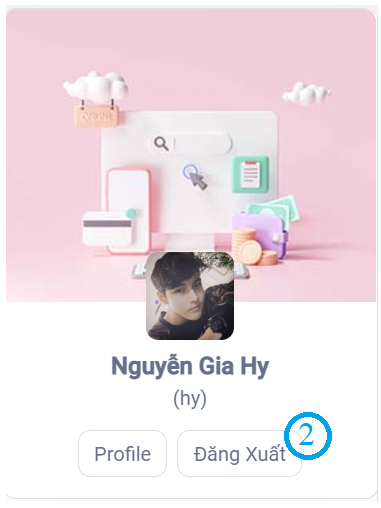 Nguyễn Gia Hy
(hy)
Profile
Đăng Xuất
2